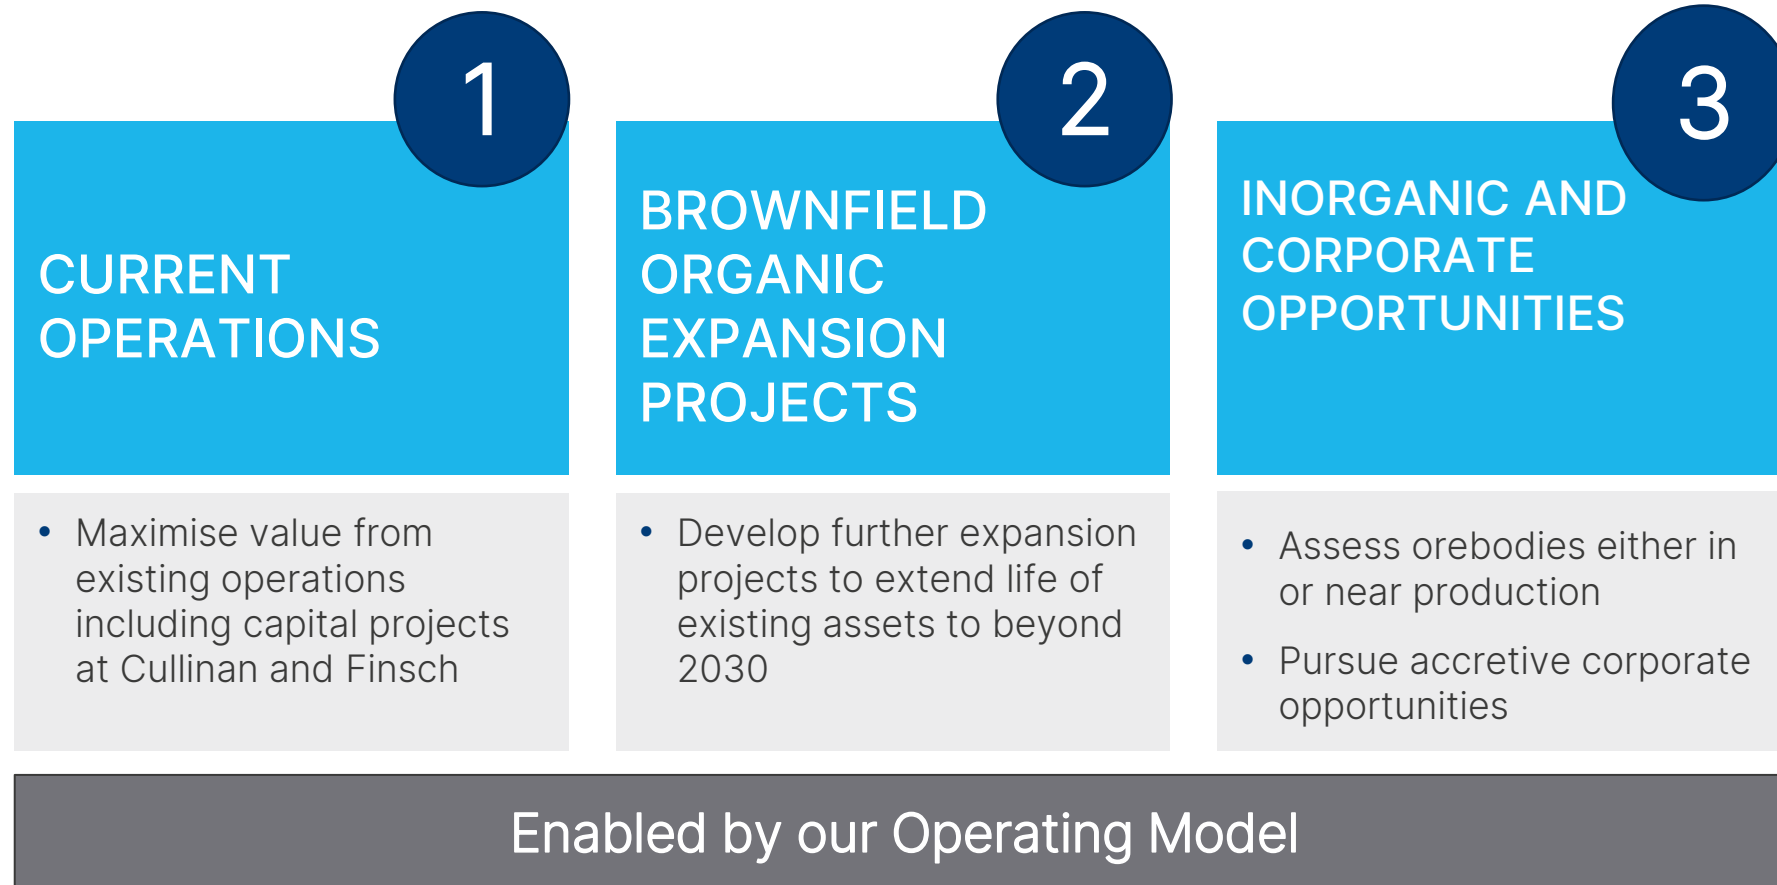 1
CURRENT
OPERATIONS
• Maximise value from
existing operations
including capital projects
at Cullinan and Finsch
2
BROWNFIELD
ORGANIC
EXPANSION
PROJECTS
• Develop further expansion
projects to extend life of
existing assets to beyond
2030
3
INORGANIC AND
CORPORATE
OPPORTUNITIES
• Assess orebodies either in
or near production
• Pursue accretive corporate
opportunities
Enabled by our Operating Model